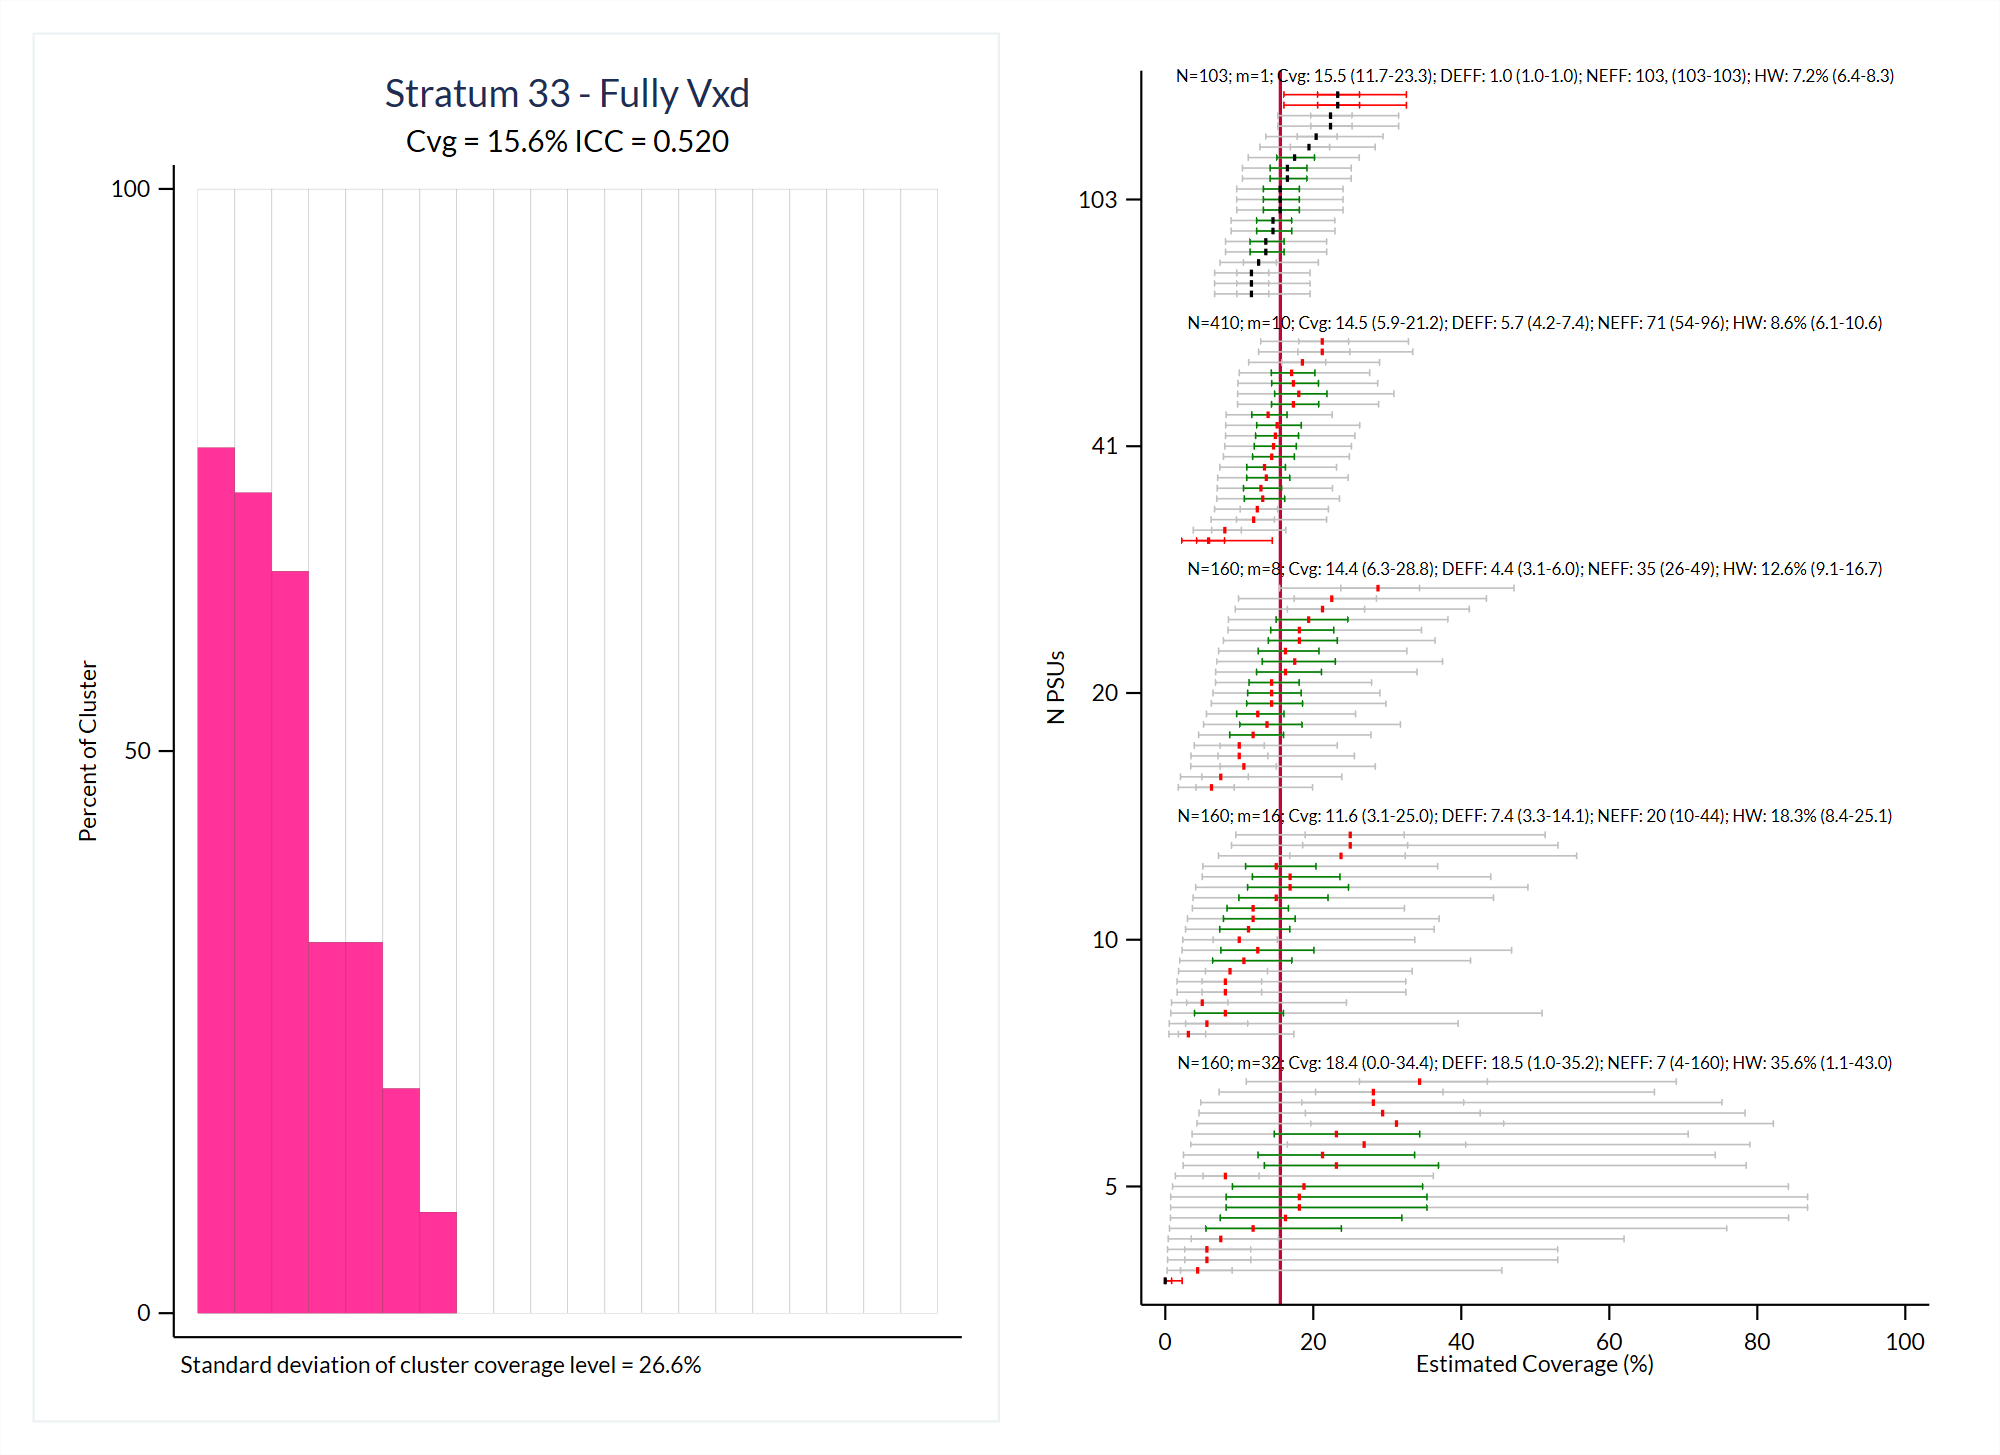 Stratum 33 - Fully Vxd
Cvg = 15.6% ICC = 0.520
100
50
0
Percent of Cluster
Standard deviation of cluster coverage level = 26.6%
N=103; m=1; Cvg: 15.5 (11.7-23.3); DEFF: 1.0 (1.0-1.0); NEFF: 103, (103-103); HW: 7.2% (6.4-8.3)
103
N=410; m=10; Cvg: 14.5 (5.9-21.2); DEFF: 5.7 (4.2-7.4); NEFF: 71 (54-96); HW: 8.6% (6.1-10.6)
41
N=160; m=8; Cvg: 14.4 (6.3-28.8); DEFF: 4.4 (3.1-6.0); NEFF: 35 (26-49); HW: 12.6% (9.1-16.7)
N PSUs
20
N=160; m=16; Cvg: 11.6 (3.1-25.0); DEFF: 7.4 (3.3-14.1); NEFF: 20 (10-44); HW: 18.3% (8.4-25.1)
10
N=160; m=32; Cvg: 18.4 (0.0-34.4); DEFF: 18.5 (1.0-35.2); NEFF: 7 (4-160); HW: 35.6% (1.1-43.0)
5
0 20 40 60 80 100
Estimated Coverage (%)